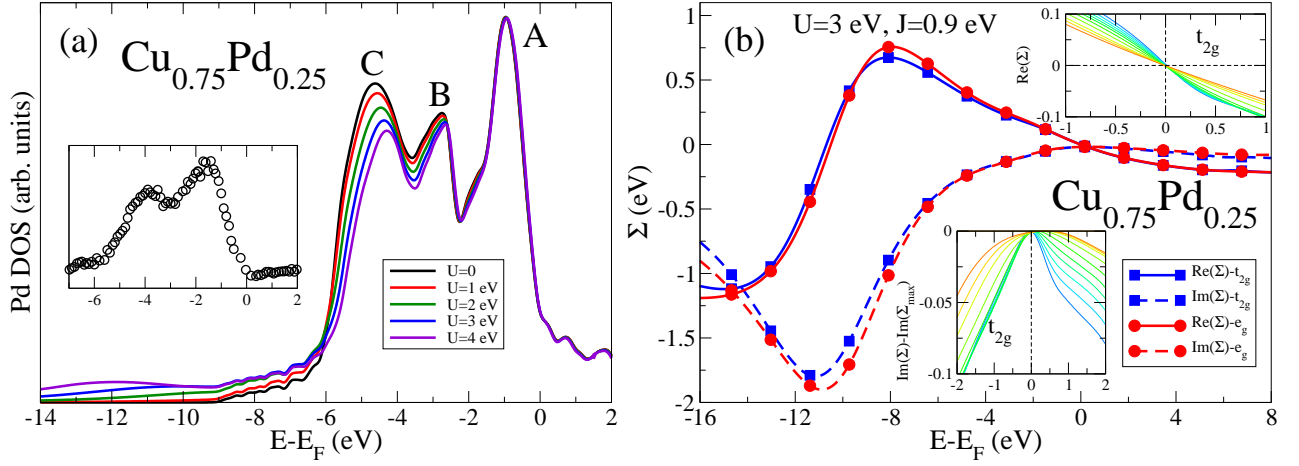 (a)
Cu0.75Pd0.25
A
B
C
Pd DOS (arb. units)
-6 -4 -2 0 2
U=0
U=1 eV
U=2 eV
U=3 eV
U=4 eV
-14 -12 -10 -8 -6 -4 -2 0 2
E-EF (eV)
(b)
U=3 eV, J=0.9 eV
Σ (eV)
1
0.5
0
-0.5
-1
-1.5
-2
Re(Σ)
0.1
0
-0.1
t2g
-1 -0.5 0 0.5 1
Cu0.75Pd0.25
Im(Σ)-Im(Σmax)
0
-0.05
-0.1
t2g
-2 -1 0 1 2
Re(Σ)-t2g
Im(Σ)-t2g
Re(Σ)-eg
Im(Σ)-eg
-16 -12 -8 -4 0 4 8
E-EF (eV)